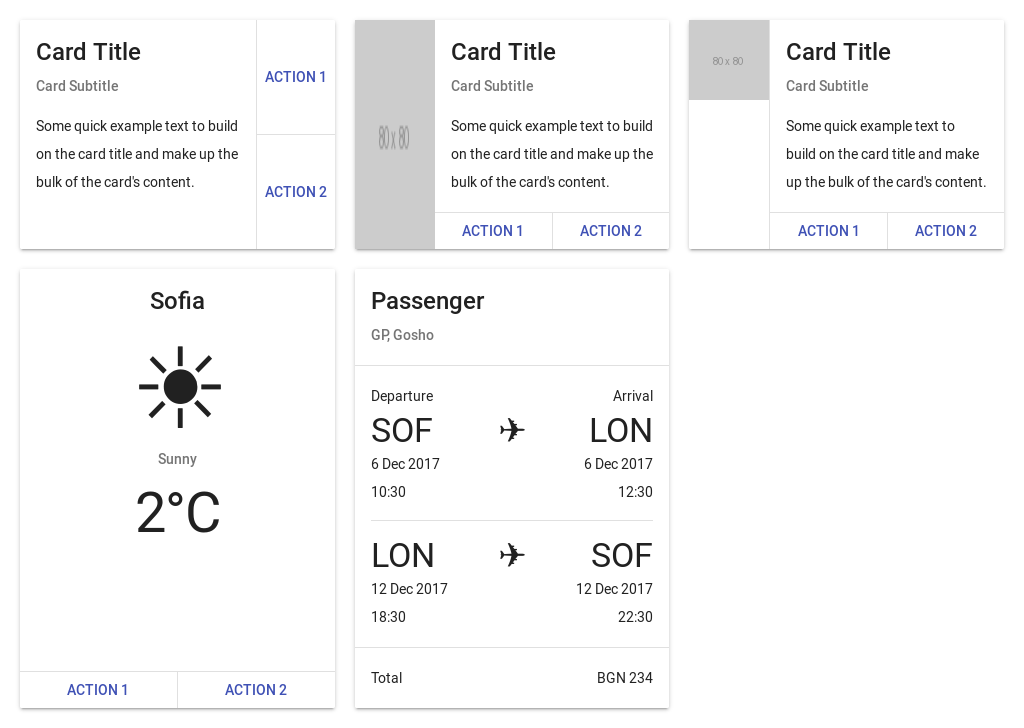 Card Title
Card Subtitle
Some quick example text to build
on the card title and make up the
bulk of the card's content.
ACTION 1
ACTION 2
80 x 80
Card Title
Card Subtitle
Some quick example text to build
on the card title and make up the
bulk of the card's content.
ACTION 1 ACTION 2
80 x 80
Card Title
Card Subtitle
Some quick example text to
build on the card title and make
up the bulk of the card's content.
ACTION 1 ACTION 2
Sofia
Sunny
2°C
ACTION 1 ACTION 2
Passenger
GP, Gosho
Departure Arrival
SOF ✈ LON
6 Dec 2017 6 Dec 2017
10:30 12:30
LON ✈ SOF
12 Dec 2017 12 Dec 2017
18:30 22:30
Total BGN 234